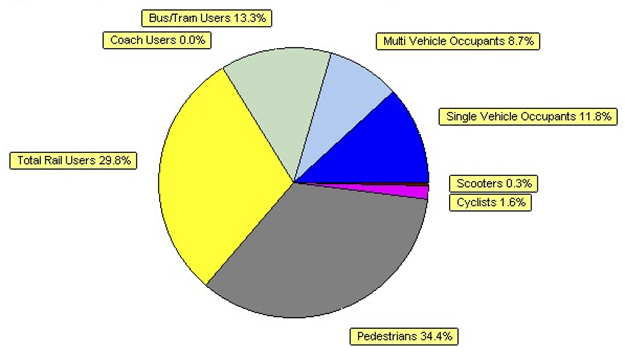 Bus/Tram Users 13.3%
Coach Users 0.0%
Multi Vehicle Occupants 8.7%
Single Vehicle Occupants 11.8%
Total Rail Users 29.8%
Scooters 0.3%
Cyclists 1.6%
Pedestrians 34.4%